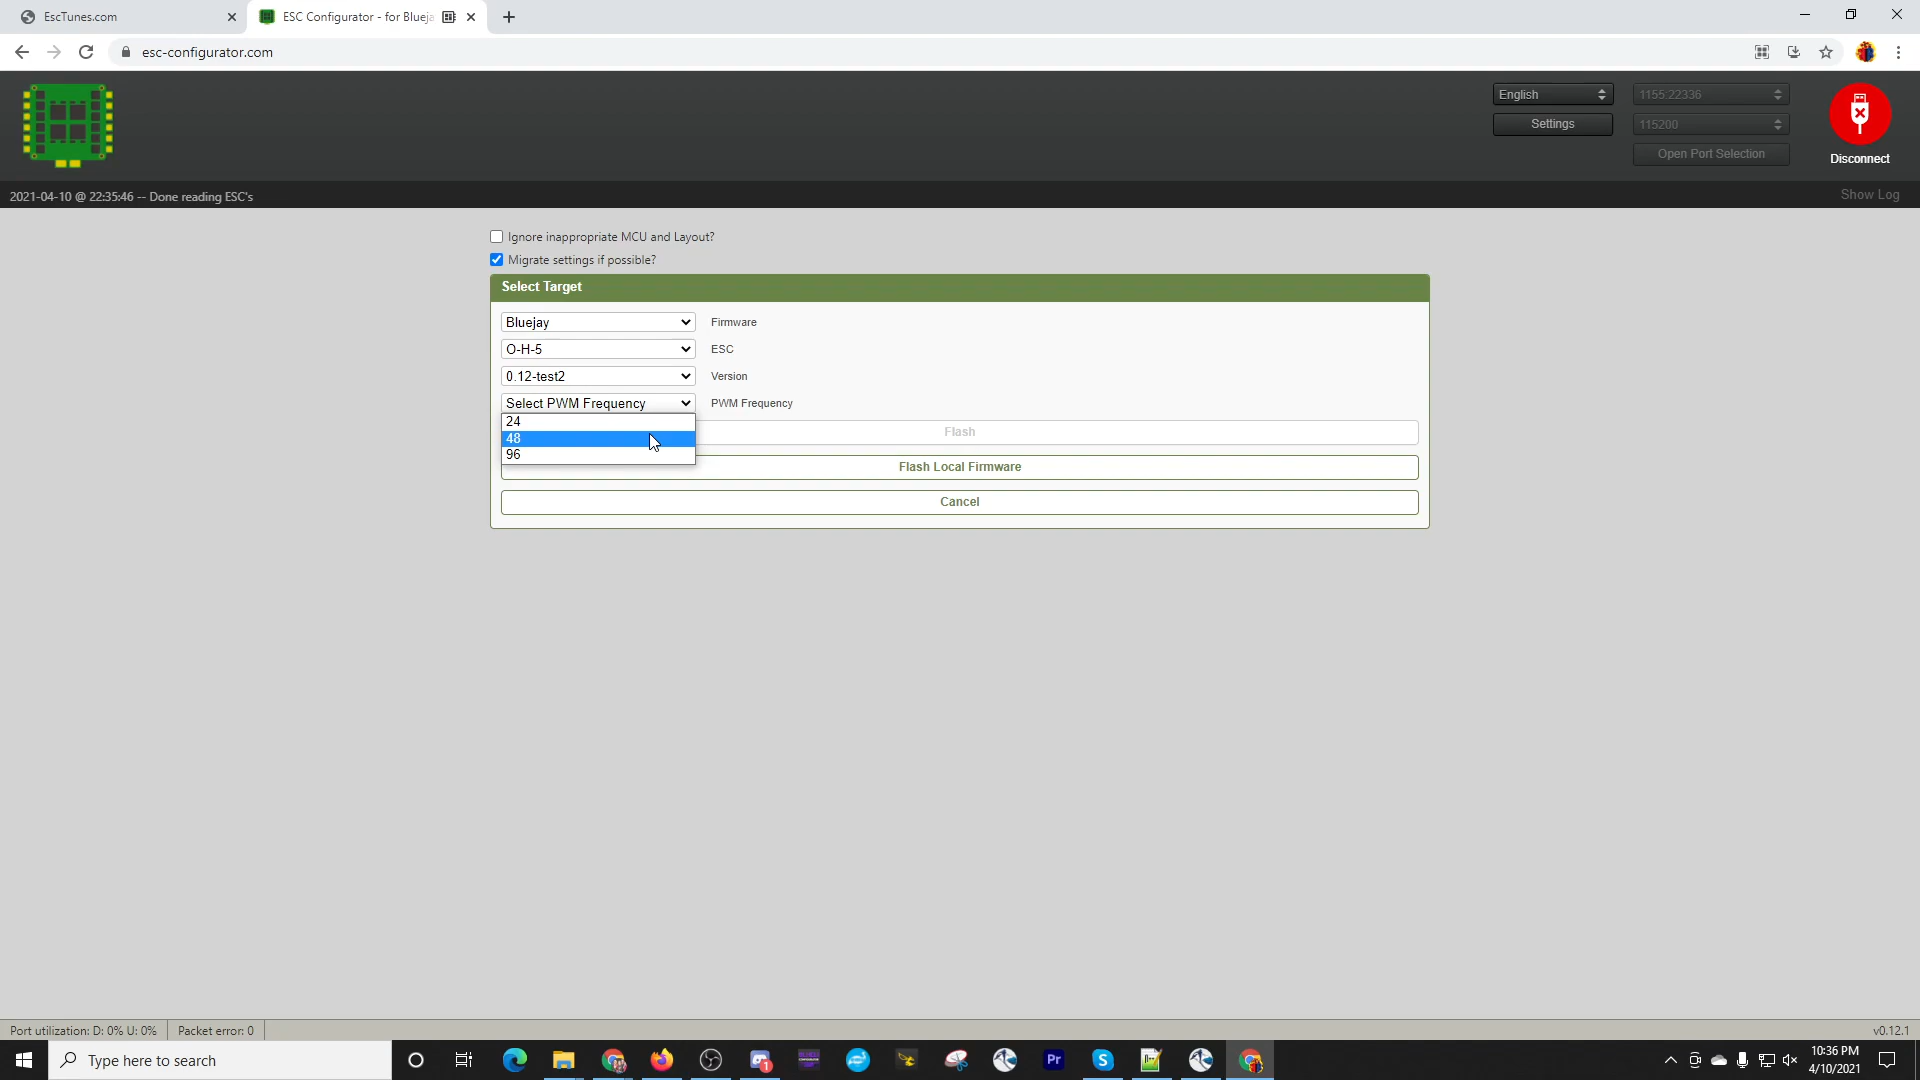 EscTunes.com
ESC Configurator - for Blueja
esc-configurator.com
English
1155:22336
Settings
115200
Open Port Selection
Disconnect
2021-04-10 @ 22:35:46 -- Done reading ESC's
Show Log
Ignore inappropriate MCU and Layout?
Migrate settings if possible?
Select Target
Bluejay
Firmware
O-H-5
ESC
0.12-test2
Version
Select PWM Frequency
PWM Frequency
24
48
96
Flash
Flash Local Firmware
Cancel
Port utilization: D: 0% U: 0%
Packet error: 0
v0.12.1
Type here to search
1
Pr
S
10:36 PM
4/10/2021